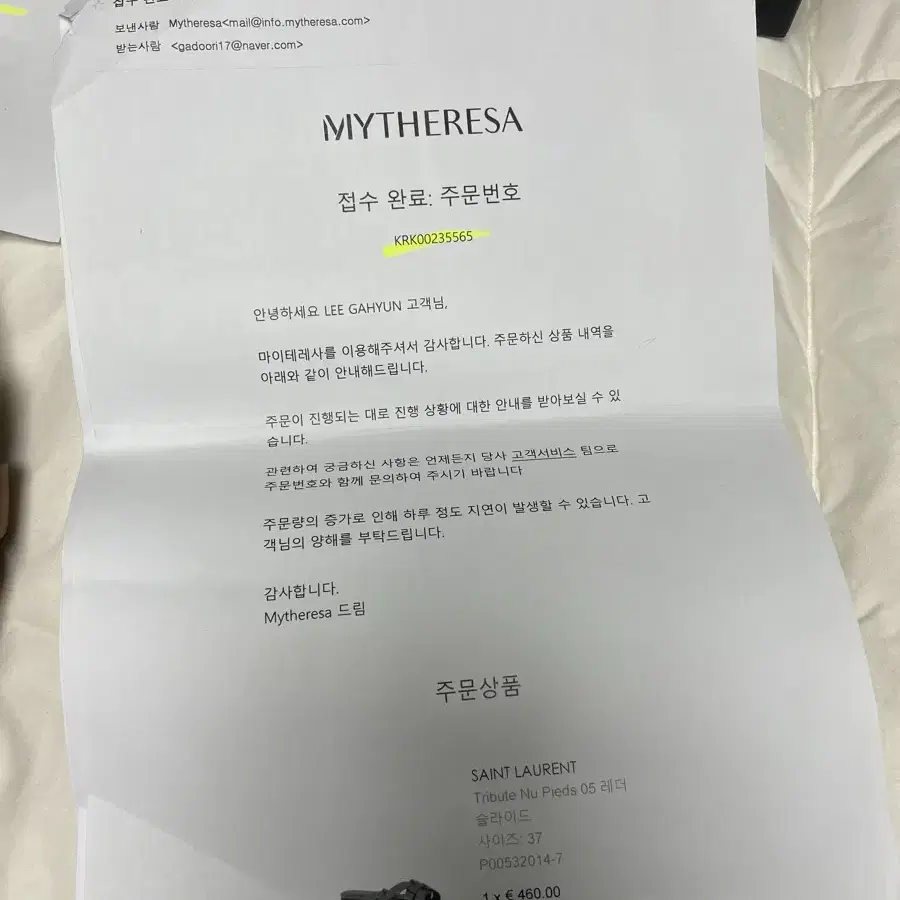 보낸사람 Mytheresa<mail@info.mytheresa.com>
받는사람 <gadoori17@naver.com>
MYTHERESA
접수 완료: 주문번호
KRK00235565
안녕하세요 LEE GAHYUN 고객님,
마이테레사를 이용해주셔서 감사합니다. 주문하신 상품 내역을
아래와 같이 안내해드립니다.
주문이 진행되는 대로 진행 상황에 대한 안내를 받아보실 수 있
습니다.
관련하여 궁금하신 사항은 언제든지 당사 고객서비스 팀으로
주문번호와 함께 문의하여 주시기 바랍니다
주문량의 증가로 인해 하루 정도 지연이 발생할 수 있습니다. 고
객님의 양해를 부탁드립니다.
감사합니다.
Mytheresa 드림
주문상품
SAINT LAURENT
Tribute Nu Pieds 05 레더
슬라이드
사이즈: 37
P00532014-7
1 x € 460.00